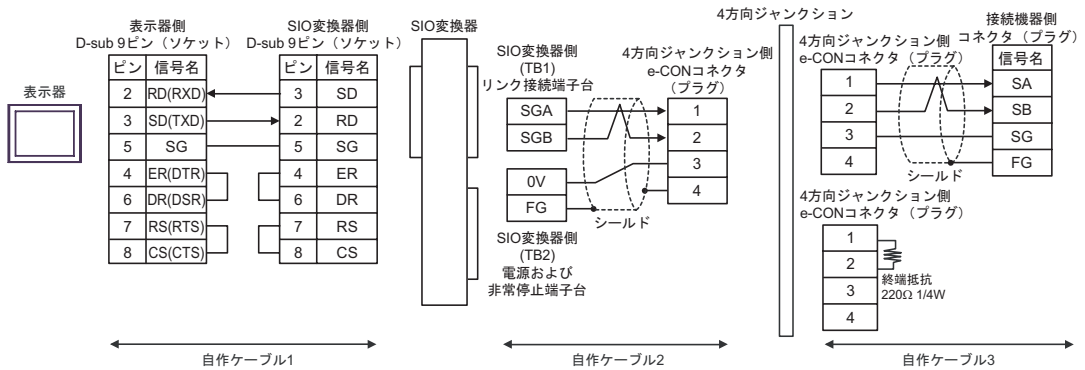 表示器
表示器側
D-sub 9ピン（ソケット）
ピン 信号名
2 RD(RXD)
3 SD(TXD)
5 SG
4 ER(DTR)
6 DR(DSR)
7 RS(RTS)
8 CS(CTS)
SIO変換器側
D-sub 9ピン（ソケット）
ピン 信号名
3 SD
2 RD
5 SG
4 ER
6 DR
7 RS
8 CS
自作ケーブル1
SIO変換器
SIO変換器側
(TB1)
リンク接続端子台
SGA
SGB
0V
FG
SIO変換器側
(TB2)
電源および
非常停止端子台
シールド
4方向ジャンクション側
e-CONコネクタ
（プラグ）
1
2
3
4
自作ケーブル2
4方向ジャンクション
4方向ジャンクション側
e-CONコネクタ（プラグ）
1
2
3
4
シールド
接続機器側
コネクタ（プラグ）
信号名
SA
SB
SG
FG
4方向ジャンクション側
e-CONコネクタ（プラグ）
1
2
3
4
終端抵抗
220Ω 1/4W
自作ケーブル3